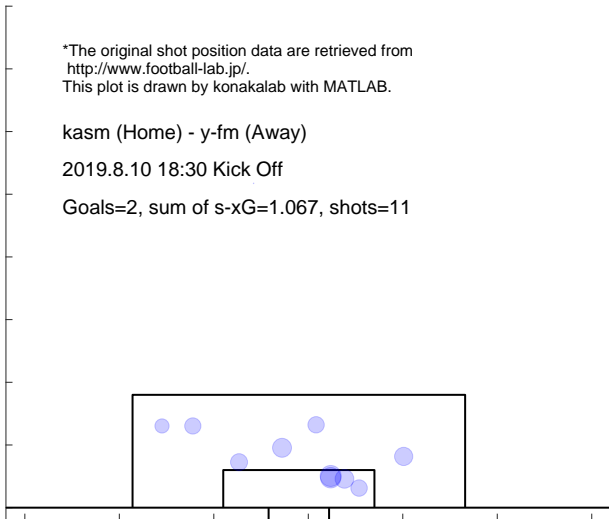 *The original shot position data are retrieved from
http://www.football-lab.jp/.
This plot is drawn by konakalab with MATLAB.
kasm (Home) - y-fm (Away)
2019.8.10 18:30 Kick Off
Goals=2, sum of s-xG=1.067, shots=11